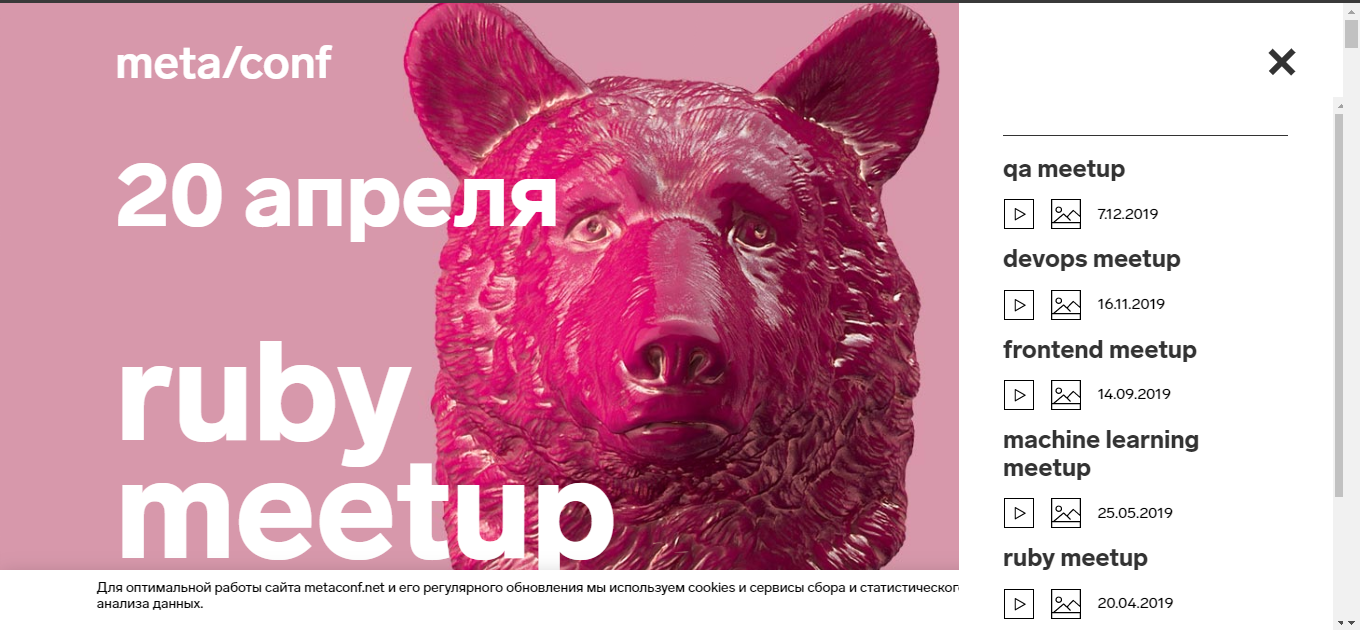 meta/conf
20 апреля
ruby
meetup
Для оптимальной работы сайта metaconf.net и его регулярного обновления мы используем cookies и сервисы сбора и статистического
анализа данных.
qa meetup
7.12.2019
devops meetup
16.11.2019
frontend meetup
14.09.2019
machine learning
meetup
25.05.2019
ruby meetup
20.04.2019